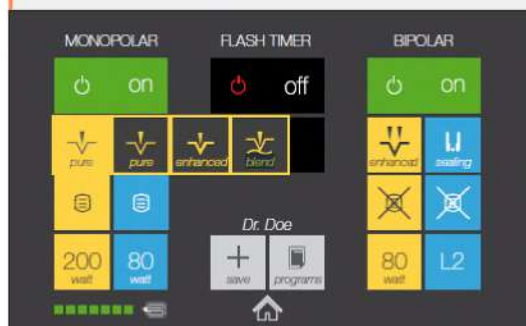 MONOPOLAR FLASH TIMER BIPOLAR
on off on
pure pure enhanced blend enhanced sealing
Dr. Doe
200 80 80 L2
watt watt save programs watt